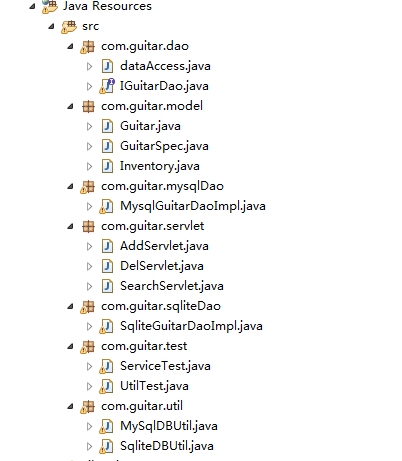 Java Resources
src
com.guitar.dao
dataAccess.java
IGuitarDao.java
com.guitar.model
Guitar.java
GuitarSpec.java
Inventory.java
com.guitar.mysqlDao
MysqlGuitarDaoImpl.java
com.guitar.servlet
AddServlet.java
DelServlet.java
SearchServlet.java
com.guitar.sqliteDao
SqliteGuitarDaoImpl.java
com.guitar.test
ServiceTest.java
UtilTest.java
com.guitar.util
MySqlDBUtil.java
SqliteDBUtil.java